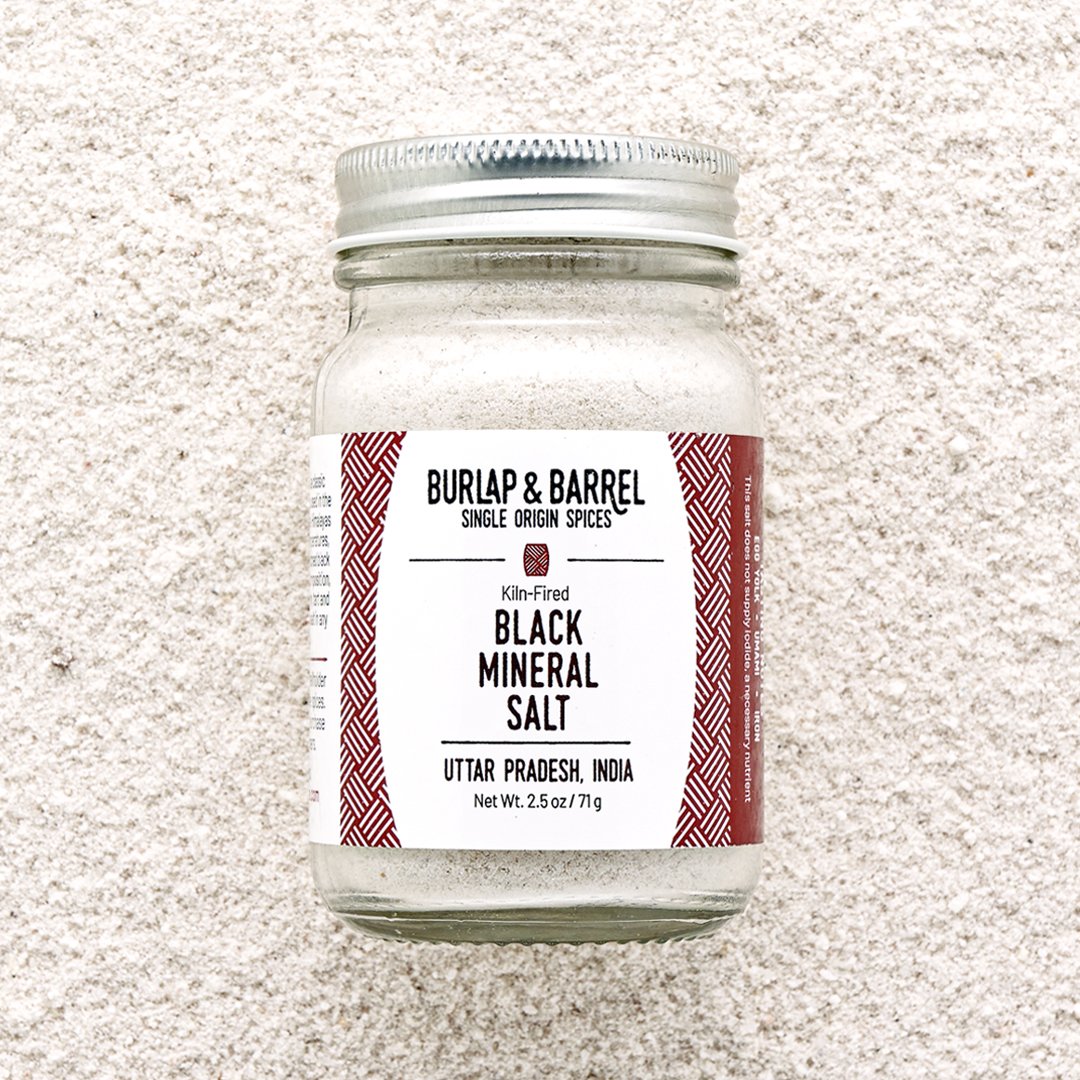 BURLAP & BARREL
SINGLE ORIGIN SPICES
Kiln-Fired
BLACK
MINERAL
SALT
UTTAR PRADESH, INDIA
Net Wt. 2.5 oz / 71 g
EGG YOLK • UMAMI • IRON
This salt does not supply iodide, a necessary nutrient